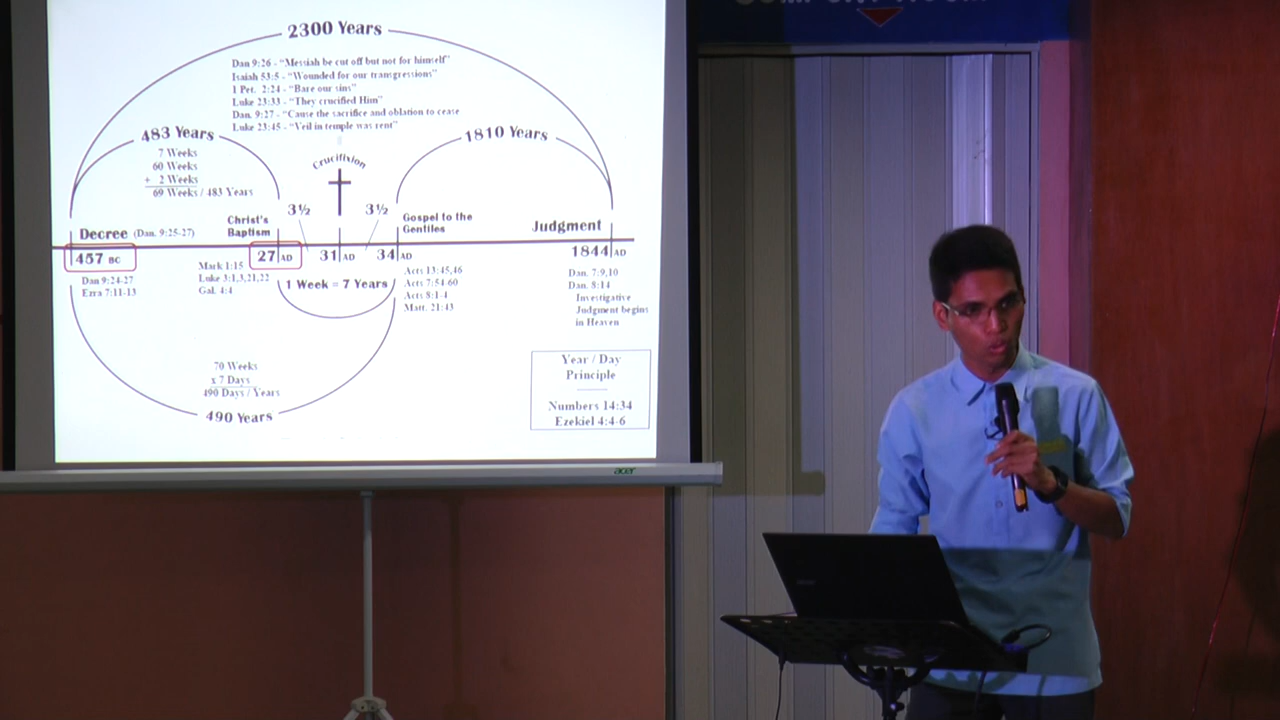 2300 Years
Dan 9:26 - "Messiah be cut off but not for himself"
Isaiah 53:5 - "Wounded for our transgressions"
1 Pet. 2:24 - "Bare our sins"
Luke 23:33 - "They crucified Him"
Dan. 9:27 - "Cause the sacrifice and oblation to cease
Luke 23:45 - "Veil in temple was rent"
483 Years
7 Weeks
60 Weeks
+ 2 Weeks
69 Weeks / 483 Years
1810 Years
Crucifixion
3½
3½
Decree (Dan. 9:25-27)
Christ's
Baptism
Gospel to the
Gentiles
Judgment
457 BC
27 AD
31 AD
34 AD
1844 AD
Dan 9:24-27
Ezra 7:11-13
Mark 1:15
Luke 3:1,3,21,22
Gal. 4:4
1 Week = 7 Years
Acts 13:45,46
Acts 7:54-60
Acts 8:1-4
Matt. 21:43
Dan. 7:9,10
Dan. 8:14
Investigative
Judgment begins
in Heaven
70 Weeks
x 7 Days
490 Days / Years
490 Years
Year / Day
Principle
Numbers 14:34
Ezekiel 4:4-6
acer